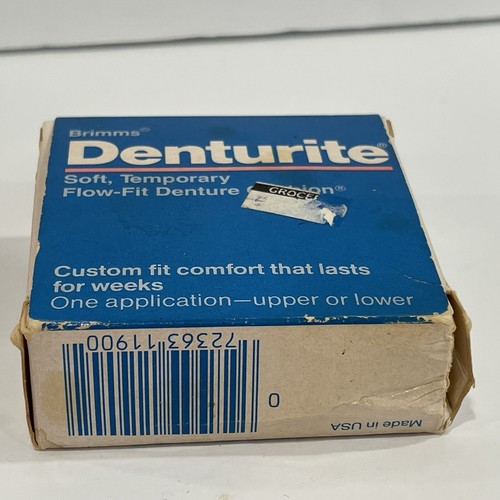 Brimms®
Denturite®
Soft, Temporary
Flow-Fit Denture ion®
GROCE
Custom fit comfort that lasts
for weeks
One application—upper or lower
0
72363 11900
Made in USA